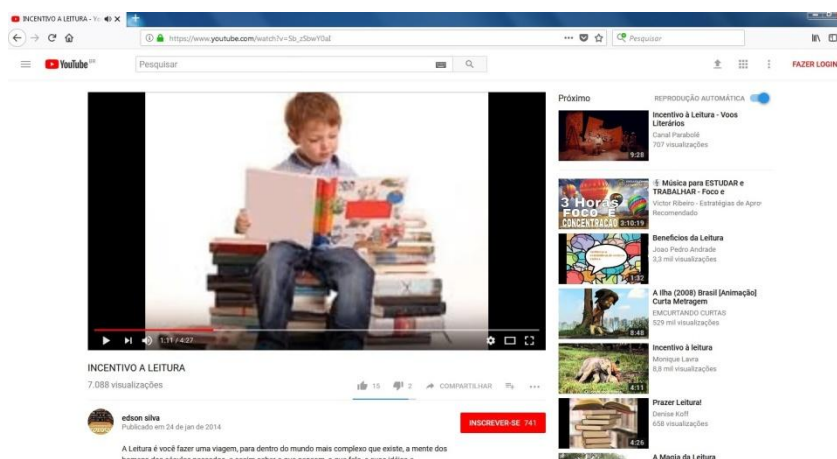 INCENTIVO A LEITURA - Yo
https://www.youtube.com/watch?v=5b_zSbwY0aI
Pesquisar
YouTube BR
Pesquisar
FAZER LOGIN
1:11 / 4:27
INCENTIVO A LEITURA
7.088 visualizações
15
2
COMPARTILHAR
edson silva
Publicado em 24 de jan de 2014
INSCREVER-SE 741
A Leitura é você fazer uma viagem, para dentro do mundo mais complexo que existe, a mente dos
Próximo
REPRODUÇÃO AUTOMÁTICA
Incentivo à Leitura - Voos
Literários
Canal Parabolé
707 visualizações
9:28
Música para ESTUDAR e
TRABALHAR - Foco e
Victor Ribeiro - Estratégias de Apro
Recomendado
3 Horas
FOCO E
CONCENTRAÇÃO
3:10:19
Beneficios da Leitura
Joao Pedro Andrade
3,3 mil visualizações
1:32
A Ilha (2008) Brasil [Animação]
Curta Metragem
EMCURTANDO CURTAS
529 mil visualizações
8:48
Incentivo à leitura
Monique Lavra
8,8 mil visualizações
4:11
Prazer Leitura!
Denise Koff
658 visualizações
4:26
A Magia da Leitura